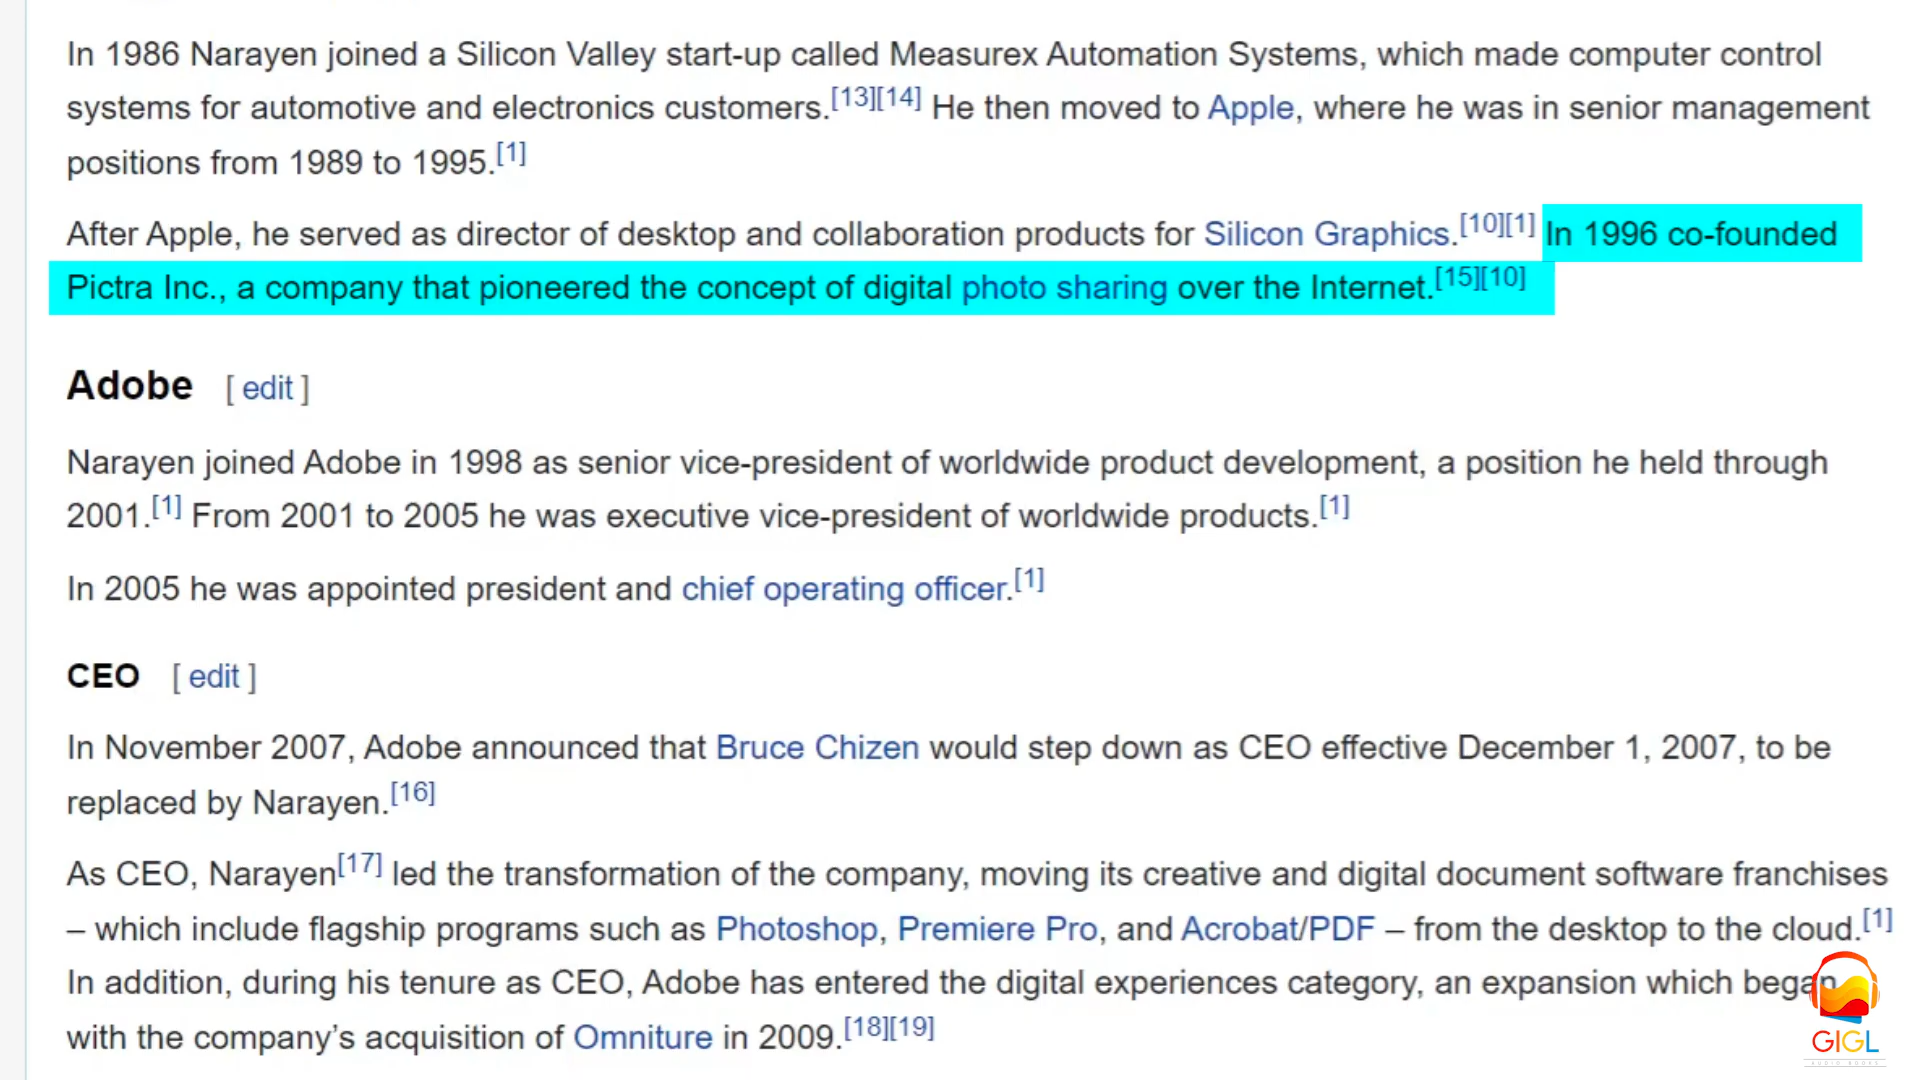 In 1986 Narayen joined a Silicon Valley start-up called Measurex Automation Systems, which made computer control
systems for automotive and electronics customers.[13][14] He then moved to Apple, where he was in senior management
positions from 1989 to 1995.[1]
After Apple, he served as director of desktop and collaboration products for Silicon Graphics.[10][1] In 1996 co-founded
Pictra Inc., a company that pioneered the concept of digital photo sharing over the Internet.[15][10]
Adobe [ edit ]
Narayen joined Adobe in 1998 as senior vice-president of worldwide product development, a position he held through
2001.[1] From 2001 to 2005 he was executive vice-president of worldwide products.[1]
In 2005 he was appointed president and chief operating officer.[1]
CEO [ edit ]
In November 2007, Adobe announced that Bruce Chizen would step down as CEO effective December 1, 2007, to be
replaced by Narayen.[16]
As CEO, Narayen[17] led the transformation of the company, moving its creative and digital document software franchises
– which include flagship programs such as Photoshop, Premiere Pro, and Acrobat/PDF – from the desktop to the cloud.[1]
In addition, during his tenure as CEO, Adobe has entered the digital experiences category, an expansion which began
with the company's acquisition of Omniture in 2009.[18][19]
GIGL
AUDIO BOOKS